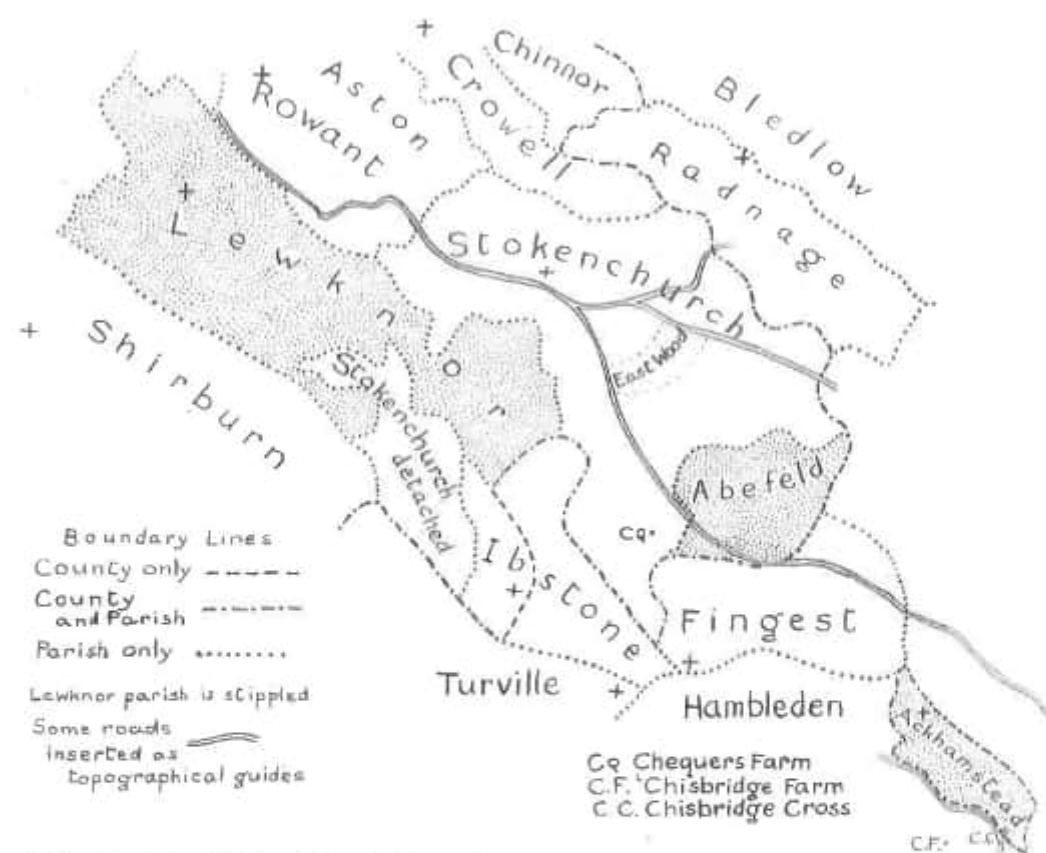 Chinnor
Crowell
Aston
Rowant
Bledlow
Radnage
Stokenchurch
Lewknor
Shirburn
Stokenchurch
detached
East Wood
Abefeld
Cq.
Ibstone
Fingest
Turville
Hambleden
Ackhamstead
C.F.
C.C.
Boundary Lines
County only
County
and Parish
Parish only
Lewknor parish is stippled
Some roads
inserted as
topographical guides
Cq Chequers Farm
C.F. Chisbridge Farm
C C. Chisbridge Cross